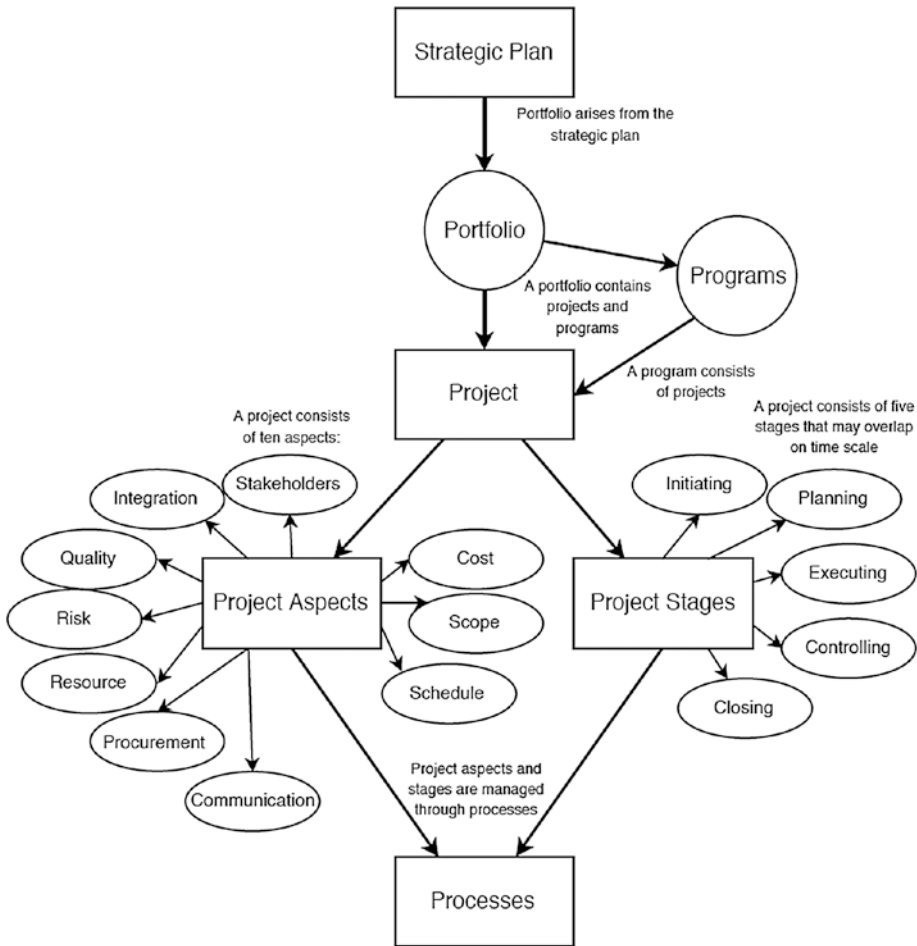 Strategic Plan
Portfolio arises from the
strategic plan
Portfolio
Programs
A portfolio contains
projects and
programs
Project
A program consists
of projects
A project consists
of ten aspects:
A project consists of five
stages that may overlap
on time scale
Integration
Stakeholders
Quality
Risk
Resource
Procurement
Communication
Project Aspects
Cost
Scope
Schedule
Initiating
Planning
Executing
Controlling
Closing
Project Stages
Project aspects and
stages are managed
through processes
Processes